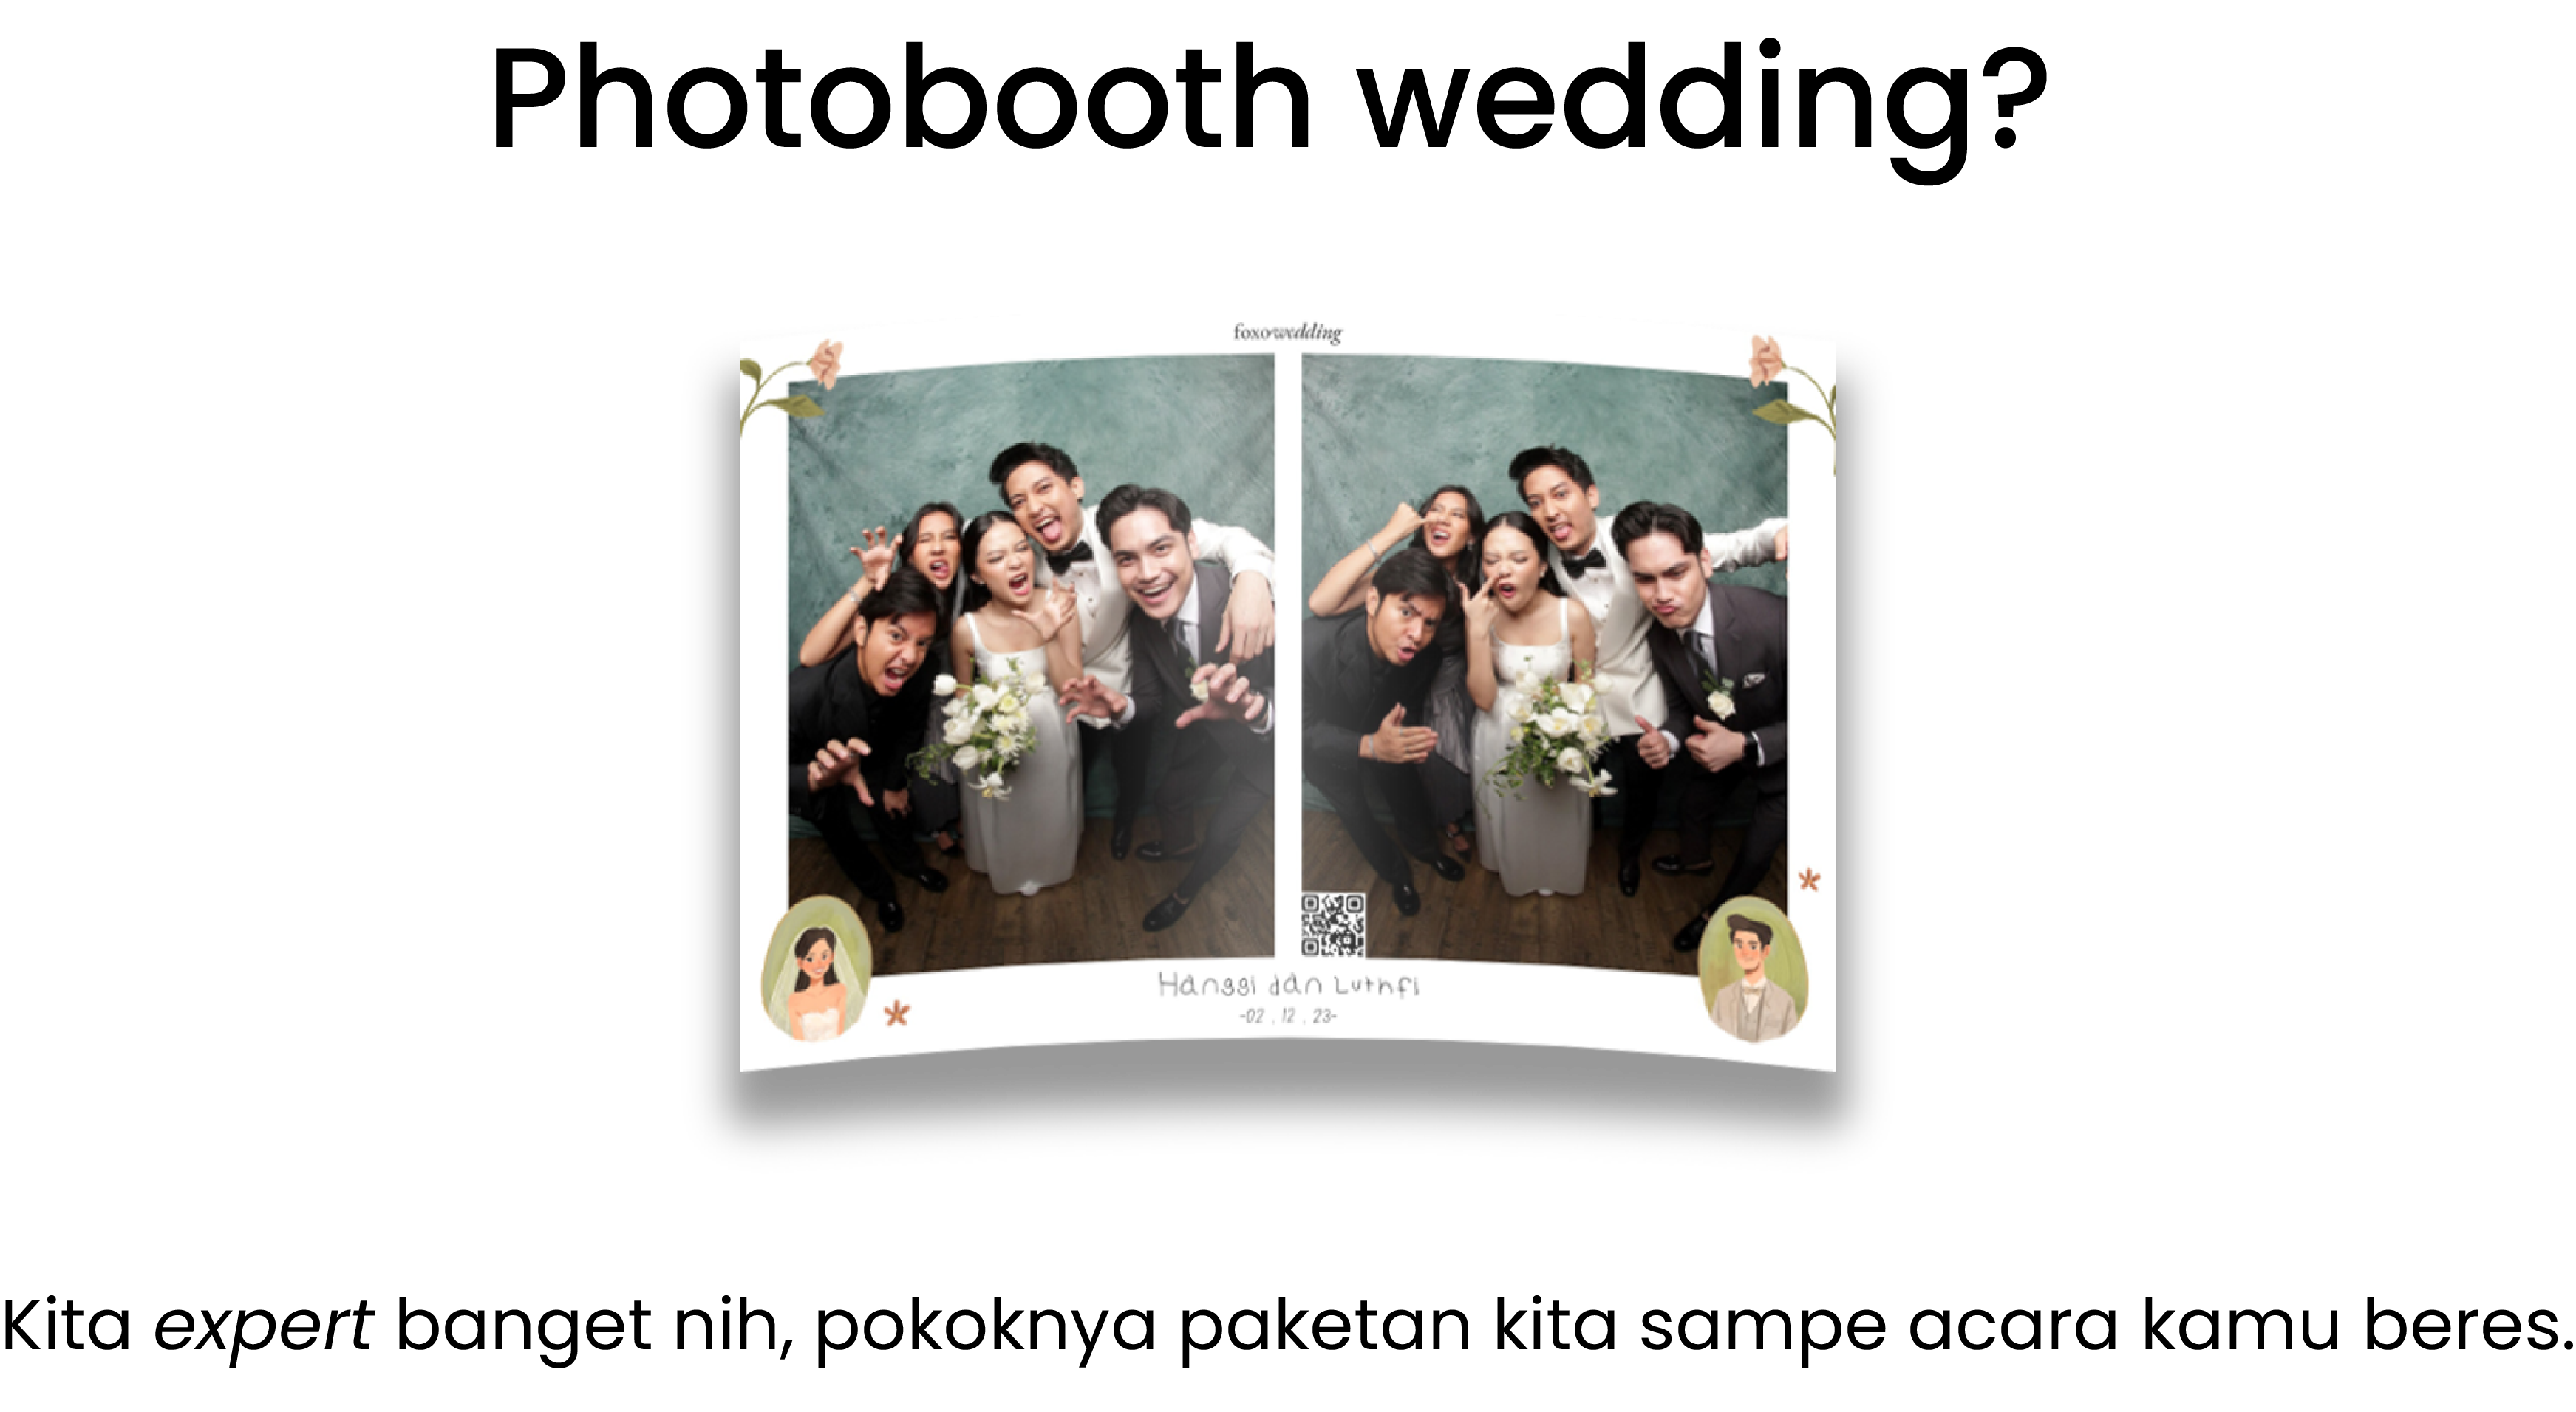 Photobooth wedding?
foxowedding
Hanggi dan Luthfi
-02 . 12 . 23-
Kita expert banget nih, pokoknya paketan kita sampe acara kamu beres.